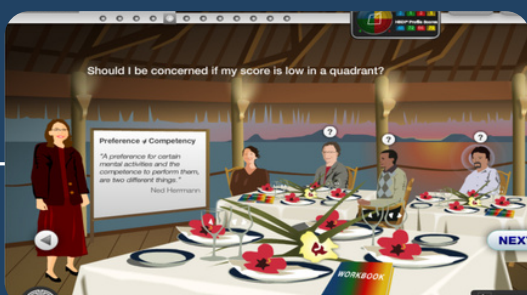 HBDI® Profile Scores
Should I be concerned if my score is low in a quadrant?
?
?
?
Preference ≠ Competency
"A preference for certain
mental activities and the
competence to perform them,
are two different things."
Ned Herrmann
NEXT
WORKBOOK